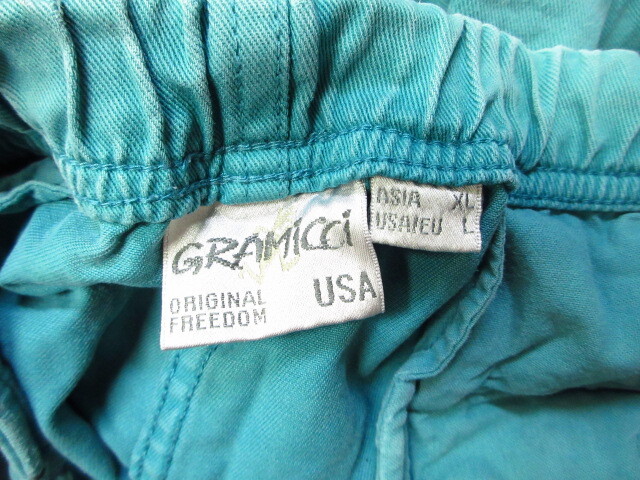 GRAMiCCi
ORIGINAL
FREEDOM
USA
ASIA XL
USA/EU L